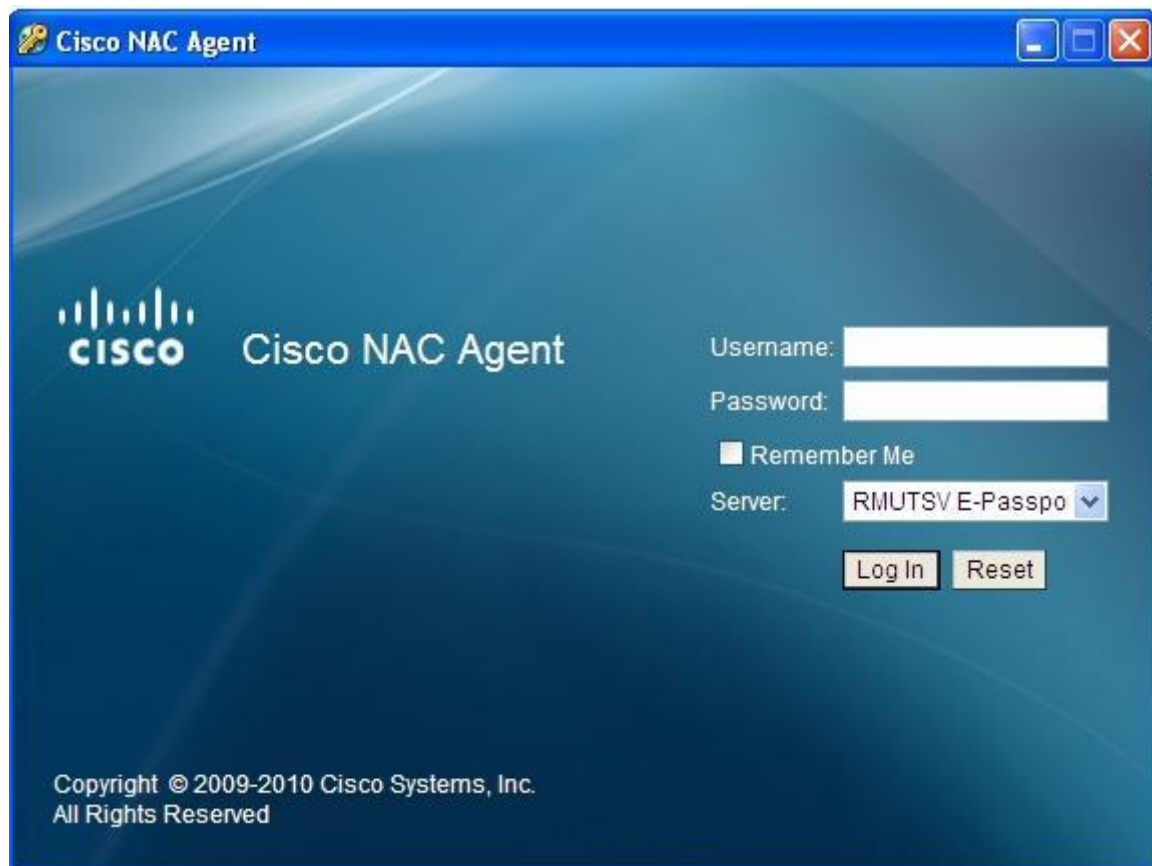 Cisco NAC Agent
CISCO
Cisco NAC Agent
Username:
Password:
Remember Me
Server: RMUTSV E-Passpo
Log In Reset
Copyright © 2009-2010 Cisco Systems, Inc.
All Rights Reserved